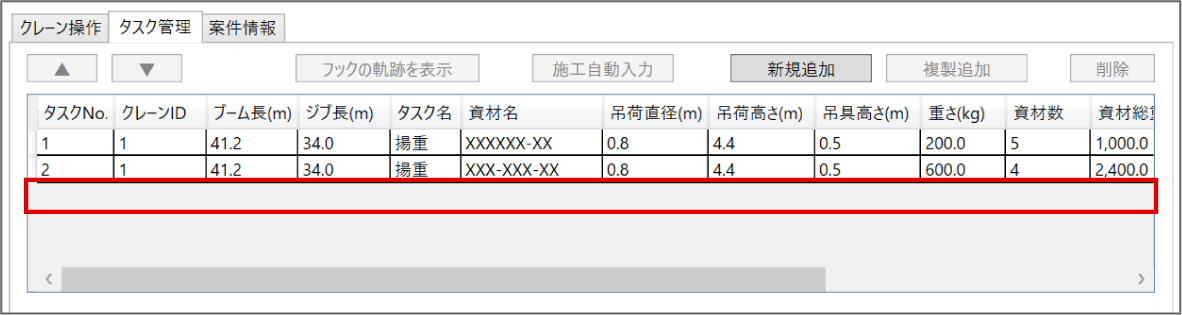 クレーン操作 タスク管理 案件情報
▲ ▼ フックの軌跡を表示 施工自動入力 新規追加 複製追加 削除
タスクNo. クレーンID ブーム長(m) ジブ長(m) タスク名 資材名 吊荷直径(m) 吊荷高さ(m) 吊具高さ(m) 重さ(kg) 資材数 資材総
1 1 41.2 34.0 揚重 XXXXXX-XX 0.8 4.4 0.5 200.0 5 1,000.0
2 1 41.2 34.0 揚重 XXX-XXX-XX 0.8 4.4 0.5 600.0 4 2,400.0